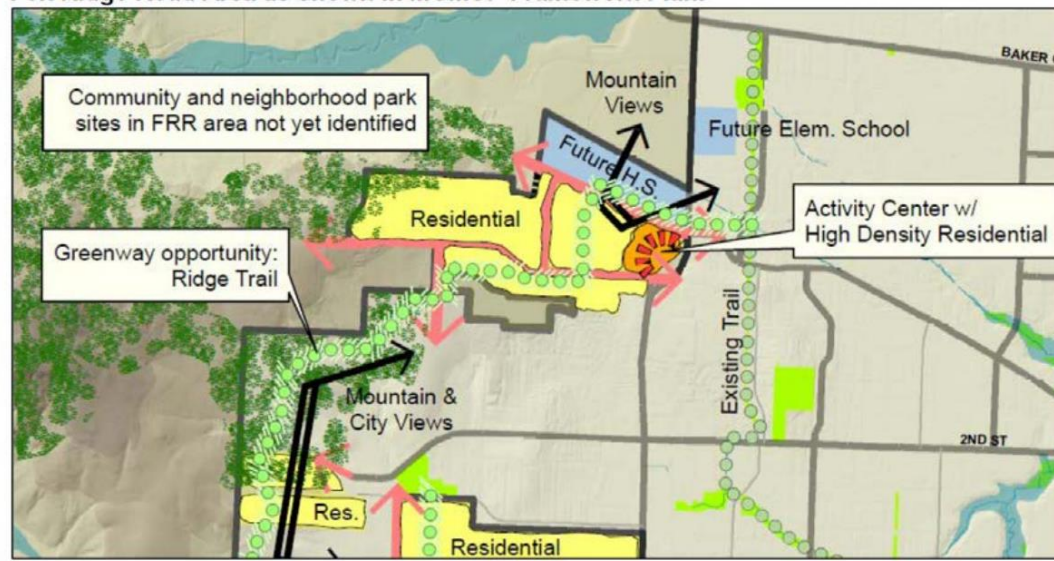 Community and neighborhood park
sites in FRR area not yet identified
Mountain
Views
BAKER
Future Elem. School
Future H.S.
Residential
Activity Center w/
High Density Residential
Greenway opportunity:
Ridge Trail
Existing Trail
Mountain &
City Views
2ND ST
Res.
Residential